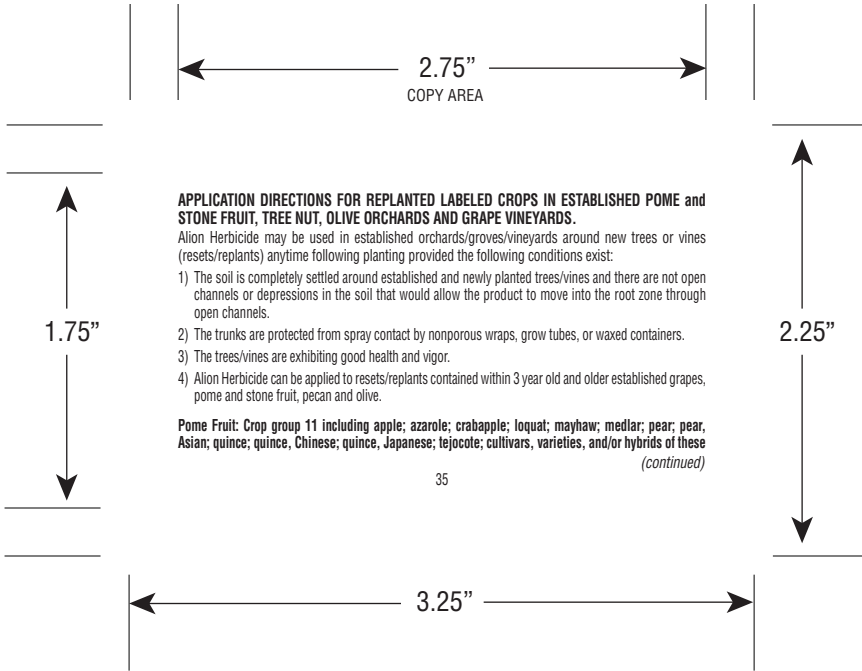 2.75”
COPY AREA
APPLICATION DIRECTIONS FOR REPLANTED LABELED CROPS IN ESTABLISHED POME and
STONE FRUIT, TREE NUT, OLIVE ORCHARDS AND GRAPE VINEYARDS.
Alion Herbicide may be used in established orchards/groves/vineyards around new trees or vines
(resets/replants) anytime following planting provided the following conditions exist:
1) The soil is completely settled around established and newly planted trees/vines and there are not open
channels or depressions in the soil that would allow the product to move into the root zone through
open channels.
1.75”
2.25”
2) The trunks are protected from spray contact by nonporous wraps, grow tubes, or waxed containers.
3) The trees/vines are exhibiting good health and vigor.
4) Alion Herbicide can be applied to resets/replants contained within 3 year old and older established grapes,
pome and stone fruit, pecan and olive.
Pome Fruit: Crop group 11 including apple; azarole; crabapple; loquat; mayhaw; medlar; pear; pear,
Asian; quince; quince, Chinese; quince, Japanese; tejocote; cultivars, varieties, and/or hybrids of these
(continued)
35
3.25”